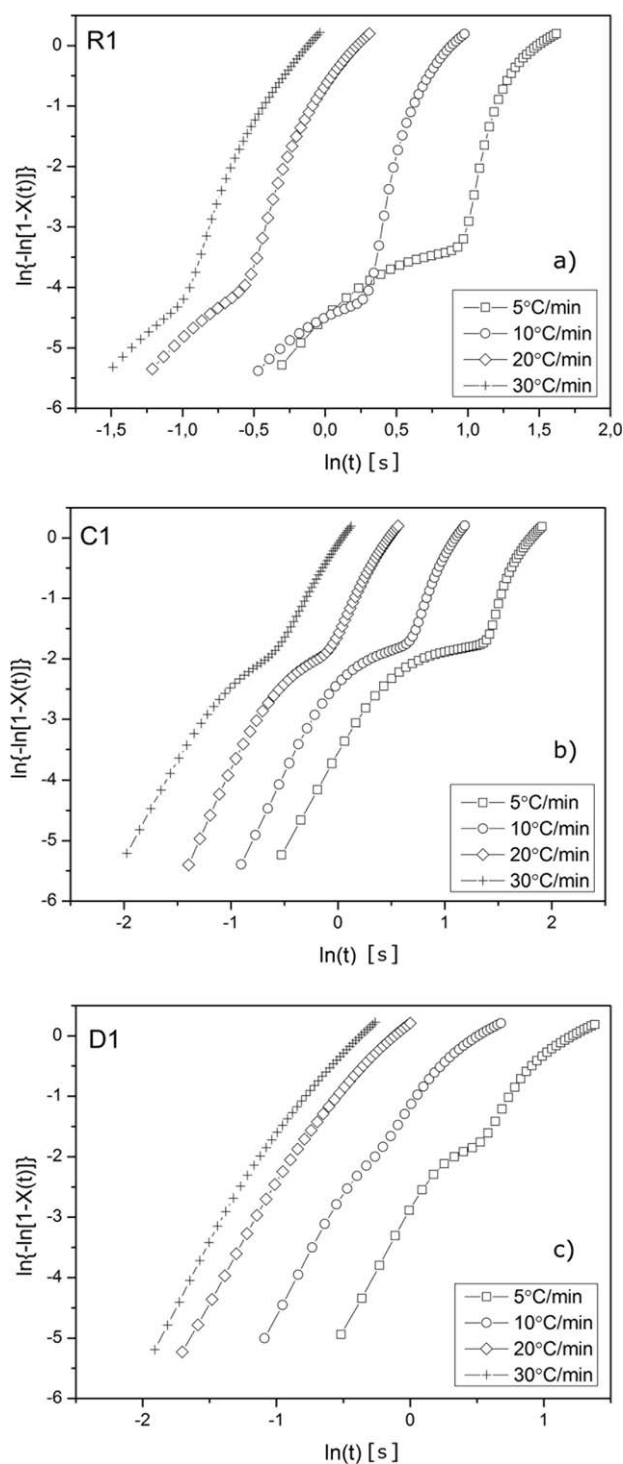 R1
0
-1
-2
-3
-4
-5
-6
ln{-ln[1-X(t)]}
a)
5°C/min
10°C/min
20°C/min
30°C/min
-1,5 -1,0 -0,5 0,0 0,5 1,0 1,5 2,0
ln(t) [s]
C1
0
-1
-2
-3
-4
-5
-6
ln{-ln[1-X(t)]}
b)
5°C/min
10°C/min
20°C/min
30°C/min
-2 -1 0 1 2
ln(t) [s]
D1
0
-1
-2
-3
-4
-5
-6
ln{-ln[1-X(t)]}
c)
5°C/min
10°C/min
20°C/min
30°C/min
-2 -1 0 1
ln(t) [s]